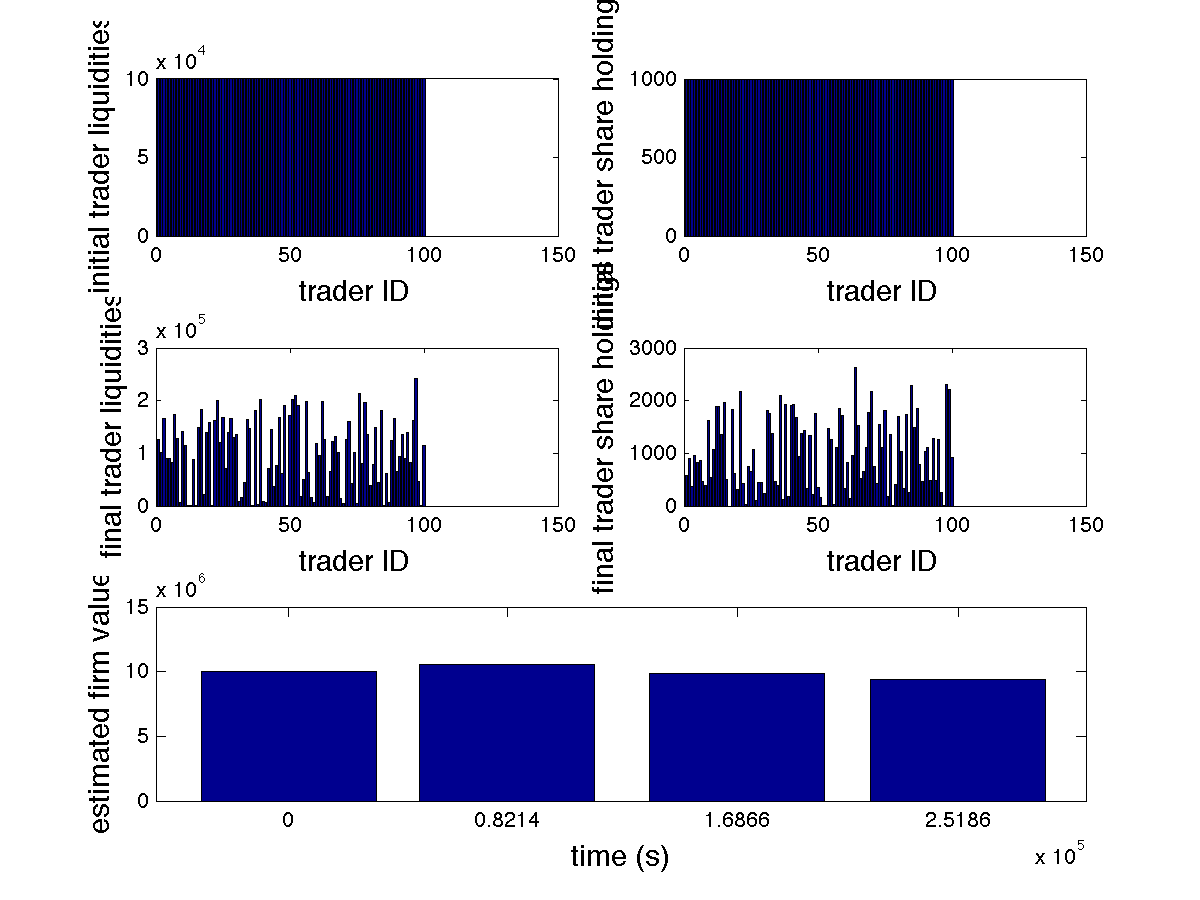 initial trader liquidities
x 10^4
10
5
0
0 50 100 150
trader ID
trader share holding
1000
500
0
0 50 100 150
trader ID
final trader liquidities
x 10^5
3
2
1
0
0 50 100 150
trader ID
final trader share holdings
3000
2000
1000
0
0 50 100 150
trader ID
estimated firm value
x 10^6
15
10
5
0
0 0.8214 1.6866 2.5186
time (s)
x 10^5